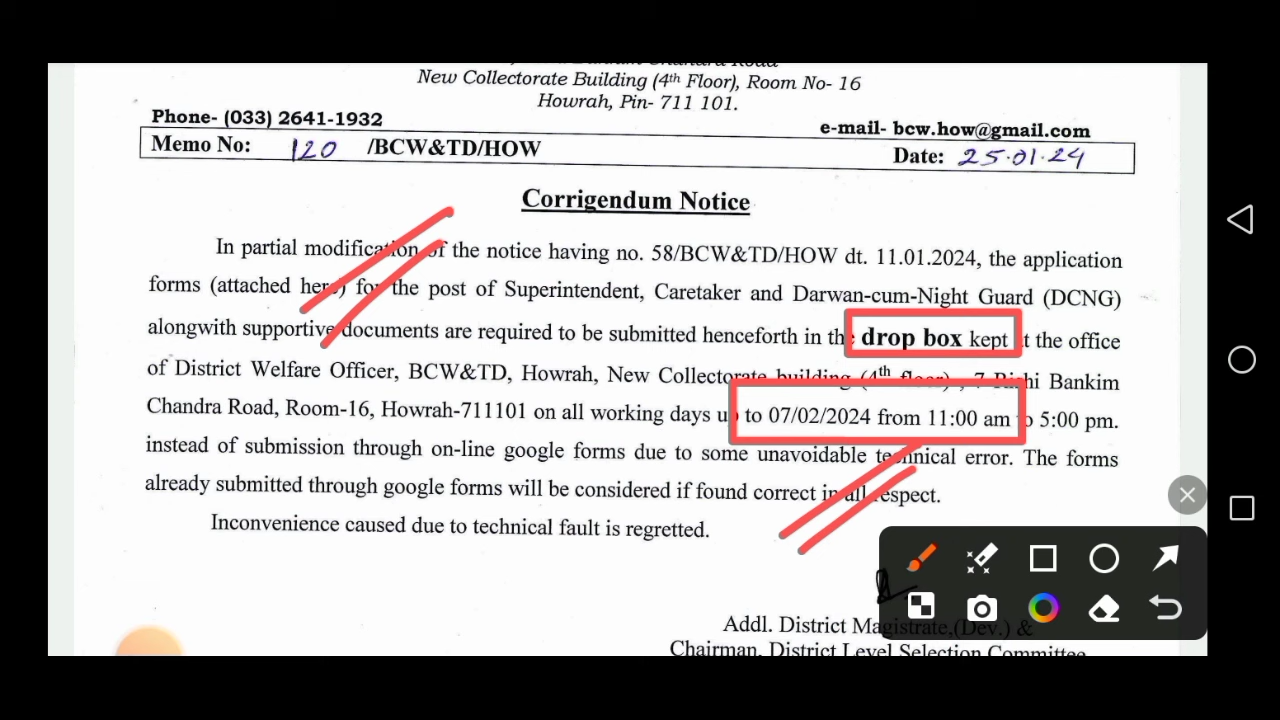 New Collectorate Building (4th Floor), Room No- 16
Howrah, Pin- 711 101.
Phone- (033) 2641-1932
e-mail- bcw.how@gmail.com
Memo No: 120 /BCW&TD/HOW
Date: 25.01.24
Corrigendum Notice
In partial modification of the notice having no. 58/BCW&TD/HOW dt. 11.01.2024, the application
forms (attached here) for the post of Superintendent, Caretaker and Darwan-cum-Night Guard (DCNG)
alongwith supportive documents are required to be submitted henceforth in the drop box kept at the office
of District Welfare Officer, BCW&TD, Howrah, New Collectorate building (4th floor) , 7 Rishi Bankim
Chandra Road, Room-16, Howrah-711101 on all working days up to 07/02/2024 from 11:00 am to 5:00 pm.
instead of submission through on-line google forms due to some unavoidable technical error. The forms
already submitted through google forms will be considered if found correct in all respect.
Inconvenience caused due to technical fault is regretted.
Addl. District Magistrate,(Dev.) &
Chairman, District Level Selection Committee